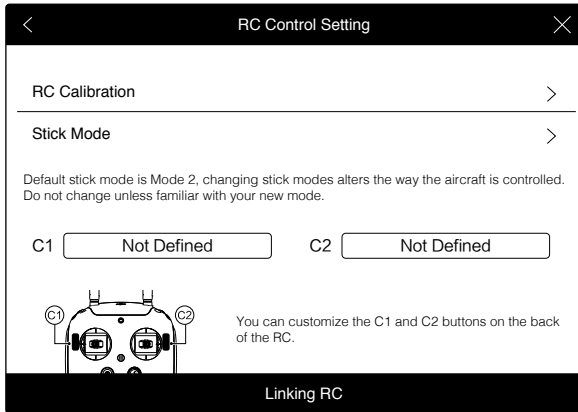 RC Control Setting
RC Calibration
Stick Mode
Default stick mode is Mode 2, changing stick modes alters the way the aircraft is controlled.
Do not change unless familiar with your new mode.
C1 Not Defined C2 Not Defined
C1 C2
You can customize the C1 and C2 buttons on the back
of the RC.
Linking RC